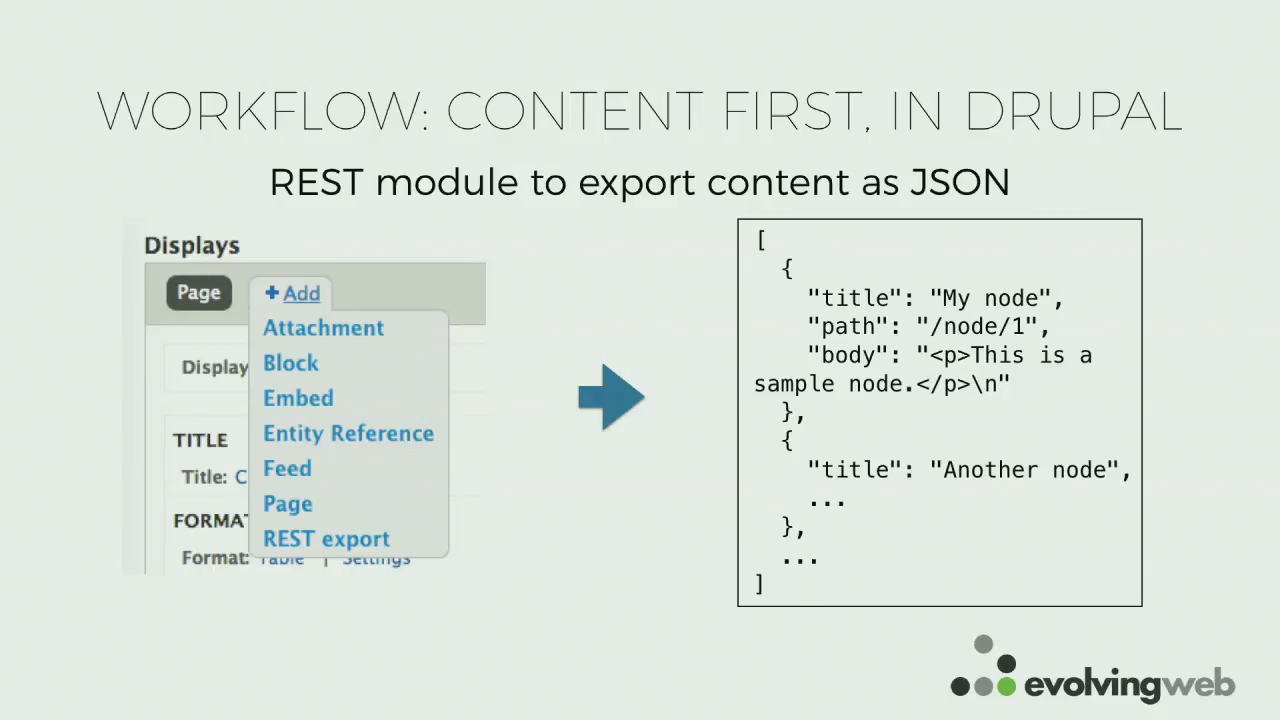 WORKFLOW: CONTENT FIRST, IN DRUPAL
REST module to export content as JSON
Displays
Page
+ Add
Attachment
Display
Block
Embed
Entity Reference
TITLE
Feed
Title: C
Page
FORMAT
REST export
Format: Table | Settings
[
{
"title": "My node",
"path": "/node/1",
"body": "<p>This is a
sample node.</p>\n"
},
{
"title": "Another node",
...
},
...
]
evolvingweb